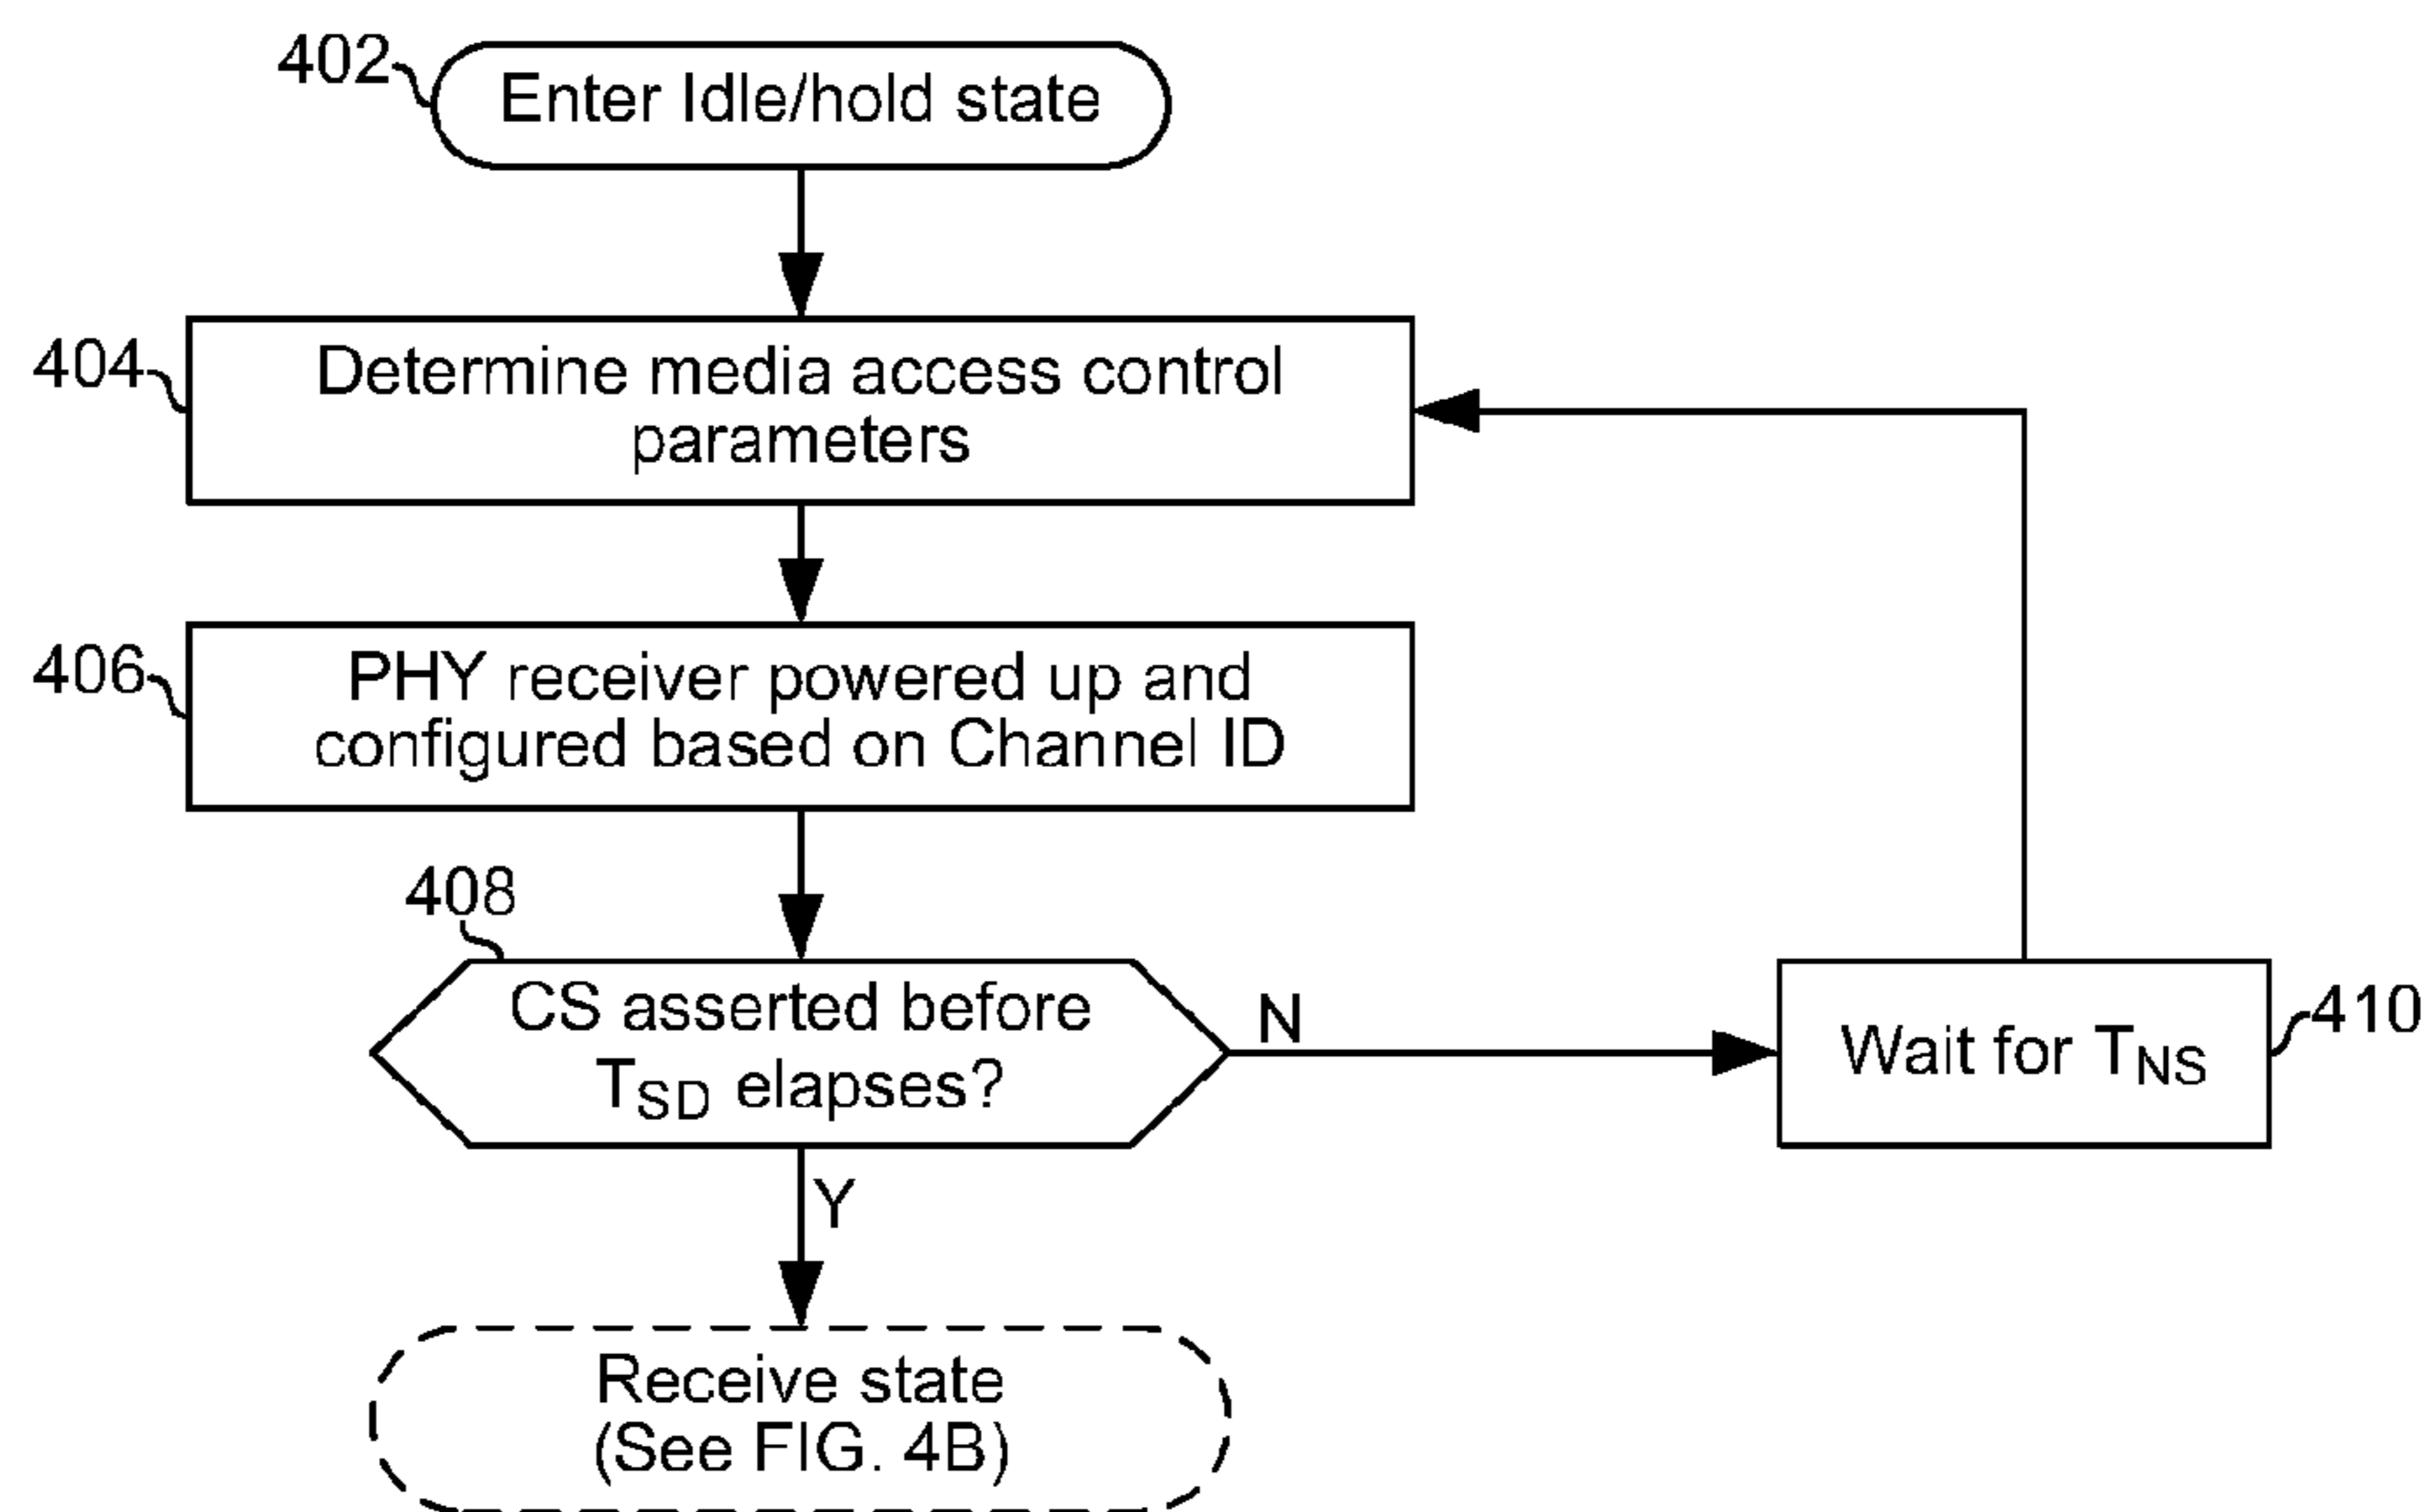 402
Enter Idle/hold state
404
Determine media access control
parameters
406
PHY receiver powered up and
configured based on Channel ID
408
CS asserted before
TSD elapses?
N
Wait for TNS
410
Y
Receive state
(See FIG. 4B)